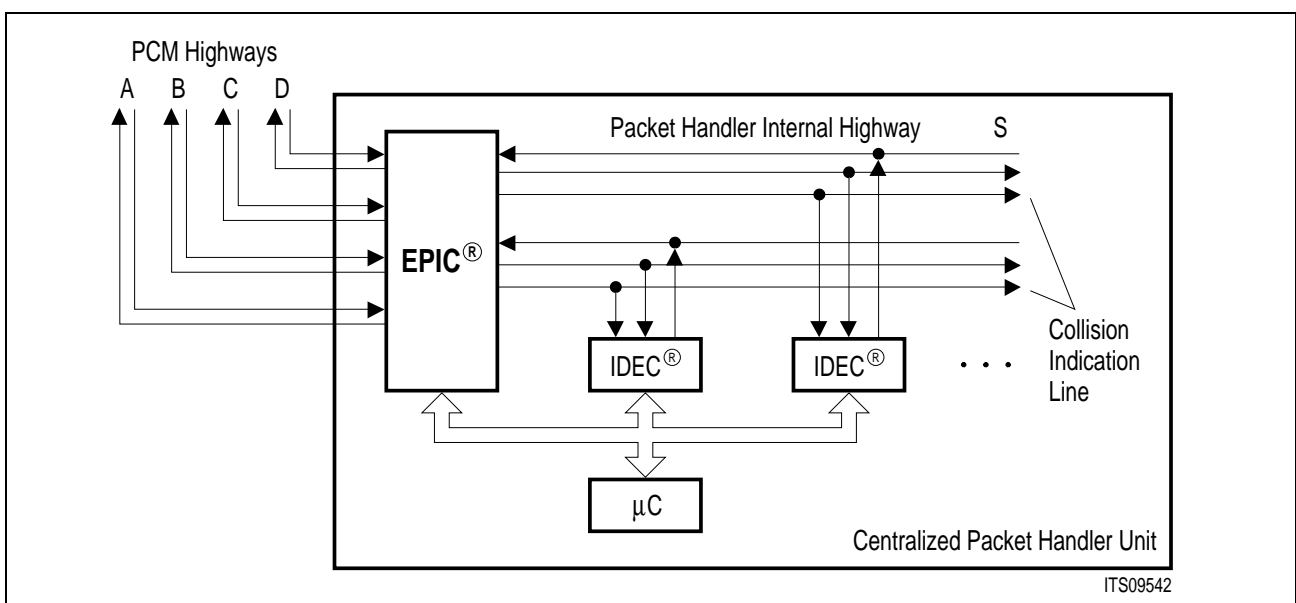 PCM Highways
A B C D
Packet Handler Internal Highway S
EPIC®
IDEC® IDEC® . . .
Collision
Indication
Line
μC
Centralized Packet Handler Unit
ITS09542